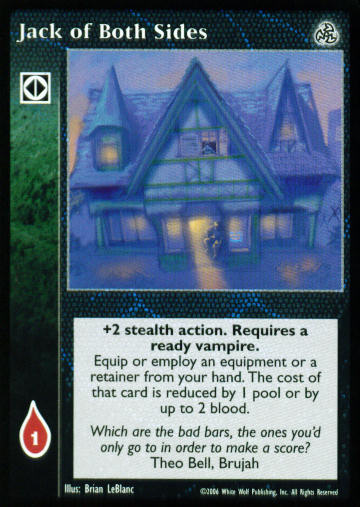 Jack of Both Sides
+2 stealth action. Requires a
ready vampire.
Equip or employ an equipment or a
retainer from your hand. The cost of
that card is reduced by 1 pool or by
up to 2 blood.
Which are the bad bars, the ones you'd
only go to in order to make a score?
Theo Bell, Brujah
1
Illus: Brian LeBlanc
©2006 White Wolf Publishing, Inc. All Rights Reserved